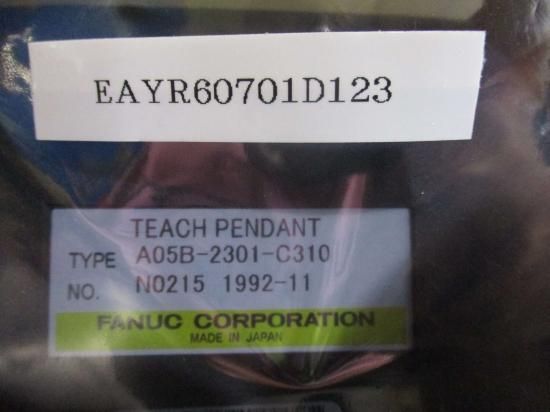 EAYR60701D123
TEACH PENDANT
TYPE A05B-2301-C310
NO. N0215 1992-11
FANUC CORPORATION
MADE IN JAPAN